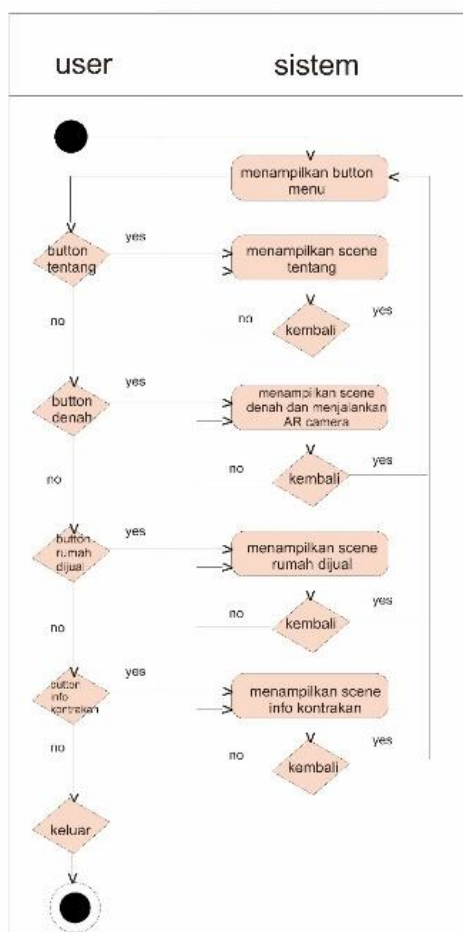 user
sistem
menampilkan button
menu
button
tentang
yes
menampilkan scene
tentang
no
no
kembali
yes
button
denah
yes
menampilkan scene
denah dan menjalankan
AR camera
no
no
kembali
yes
button
rumah
dijual
yes
menampilkan scene
rumah dijual
no
no
kembali
yes
button
info
kontrakan
yes
menampilkan scene
info kontrakan
no
no
kembali
yes
keluar